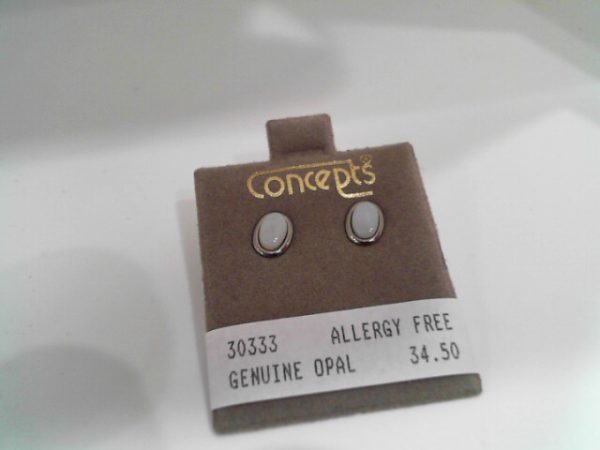 Concepts®
30333 ALLERGY FREE
GENUINE OPAL 34.50